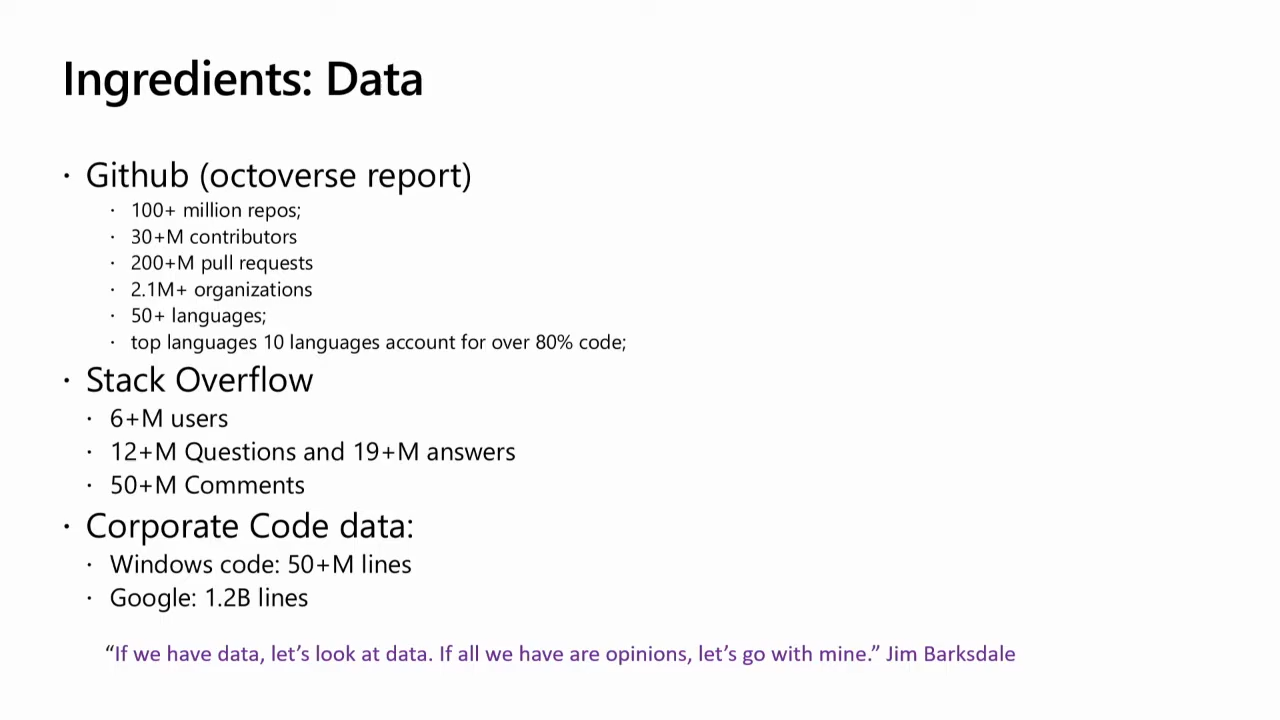 Ingredients: Data
· Github (octoverse report)
· 100+ million repos;
· 30+M contributors
· 200+M pull requests
· 2.1M+ organizations
· 50+ languages;
· top languages 10 languages account for over 80% code;
· Stack Overflow
· 6+M users
· 12+M Questions and 19+M answers
· 50+M Comments
· Corporate Code data:
· Windows code: 50+M lines
· Google: 1.2B lines
“If we have data, let’s look at data. If all we have are opinions, let’s go with mine.” Jim Barksdale